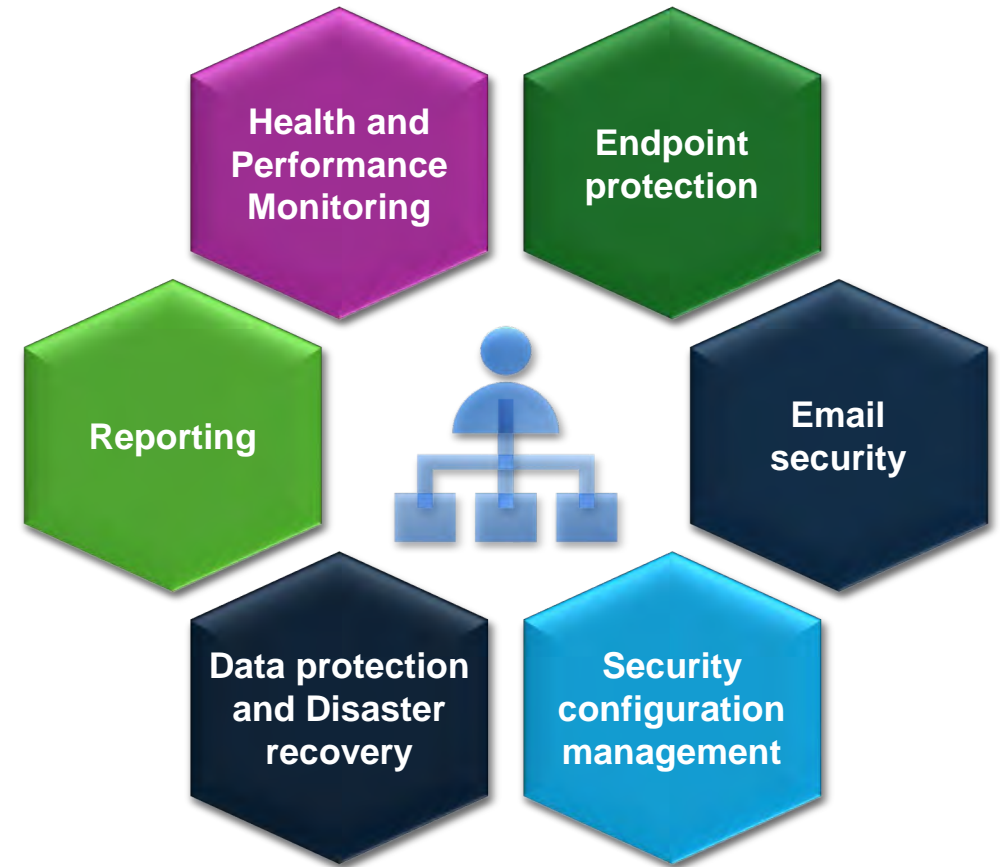 Health and
Performance
Monitoring
Endpoint
protection
Reporting
Email
security
Data protection
and Disaster
recovery
Security
configuration
management